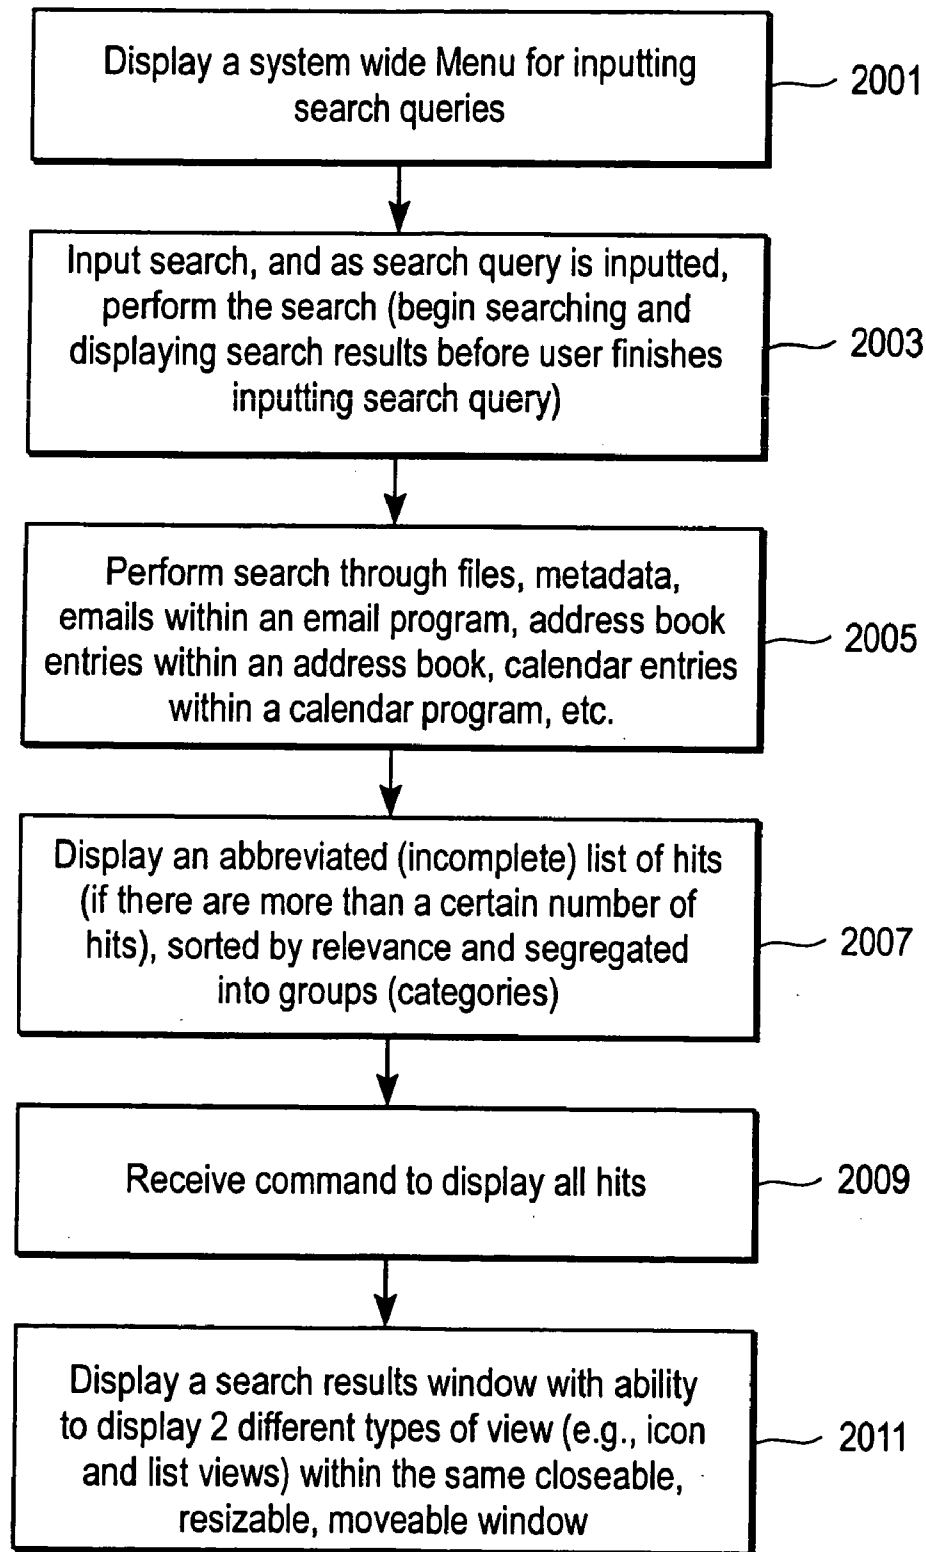 Display a system wide Menu for inputting
search queries
2001
Input search, and as search query is inputted,
perform the search (begin searching and
displaying search results before user finishes
inputting search query)
2003
Perform search through files, metadata,
emails within an email program, address book
entries within an address book, calendar entries
within a calendar program, etc.
2005
Display an abbreviated (incomplete) list of hits
(if there are more than a certain number of
hits), sorted by relevance and segregated
into groups (categories)
2007
Receive command to display all hits
2009
Display a search results window with ability
to display 2 different types of view (e.g., icon
and list views) within the same closeable,
resizable, moveable window
2011